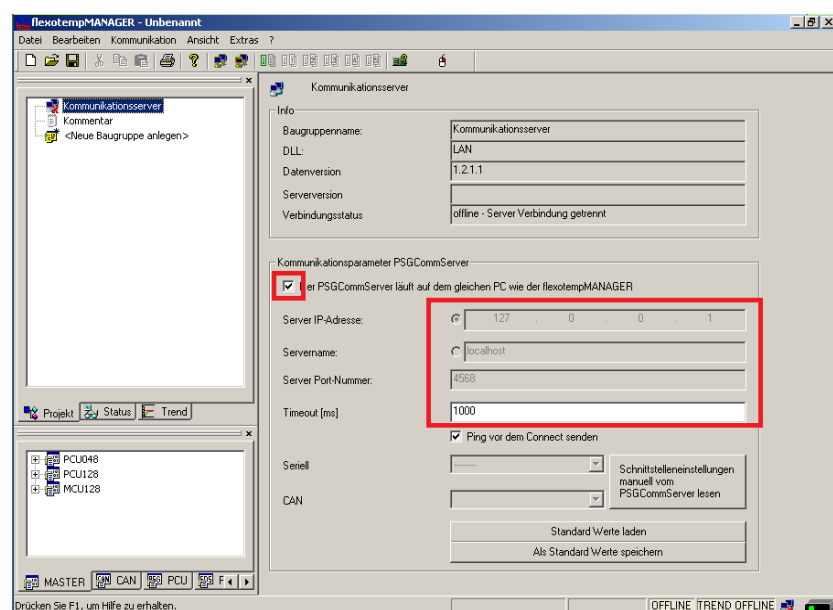 flexotempMANAGER - Unbenannt
Datei Bearbeiten Kommunikation Ansicht Extras ?
Kommunikationsserver
Kommentar
<Neue Baugruppe anlegen>
Projekt Status Trend
PCU048
PCU128
MCU128
MASTER CAN PCU F
Kommunikationsserver
Info
Baugruppenname: Kommunikationsserver
DLL: LAN
Datenversion 1.2.1.1
Serverversion
Verbindungsstatus offline - Server Verbindung getrennt
Kommunikationsparameter PSGCommServer
er PSGCommServer läuft auf dem gleichen PC wie der flexotempMANAGER
Server IP-Adresse: 127 . 0 . 0 . 1
Servername: localhost
Server Port-Nummer: 4568
Timeout [ms] 1000
Ping vor dem Connect senden
Seriell --------
Schnittstelleneinstellungen
manuell vom
PSGCommServer lesen
CAN
Standard Werte laden
Als Standard Werte speichern
Drücken Sie F1, um Hilfe zu erhalten.
OFFLINE TREND OFFLINE